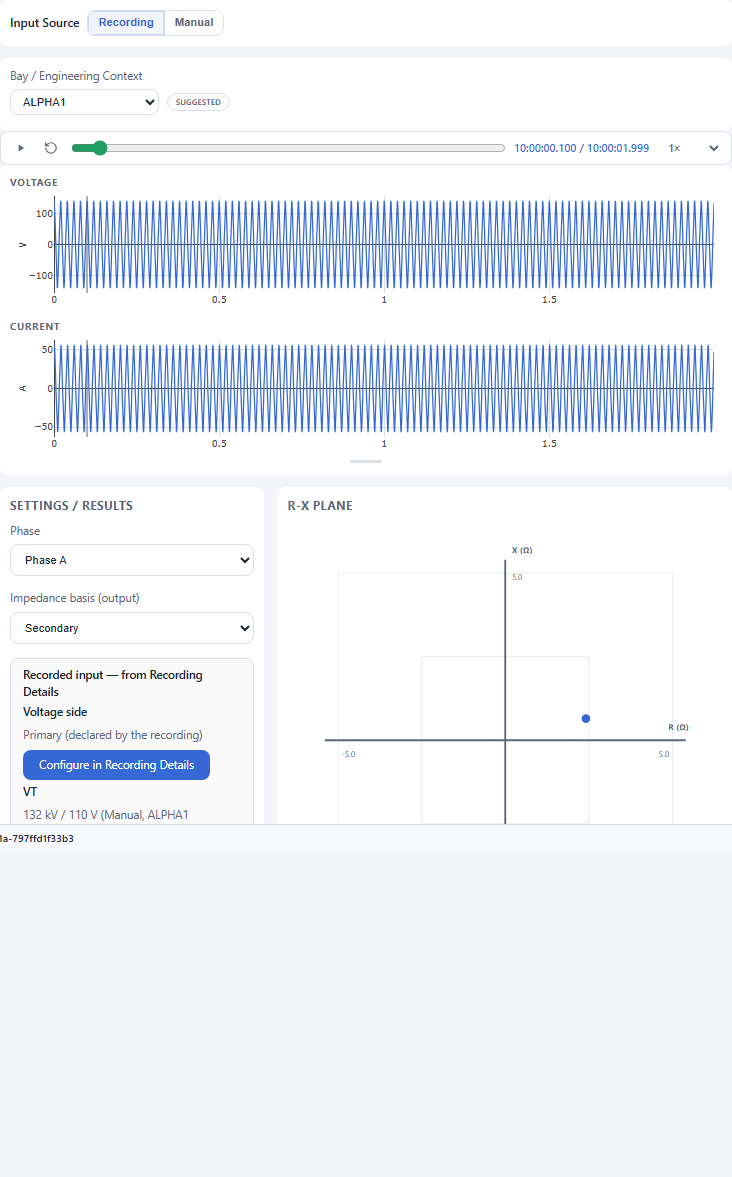 Input Source Recording Manual
Bay / Engineering Context
ALPHA1 SUGGESTED
10:00:00.100 / 10:00:01.999 1×
VOLTAGE
100
V 0
−100
0 0.5 1 1.5
CURRENT
50
A 0
−50
0 0.5 1 1.5
SETTINGS / RESULTS
Phase
Phase A
Impedance basis (output)
Secondary
Recorded input — from Recording
Details
Voltage side
Primary (declared by the recording)
Configure in Recording Details
VT
132 kV / 110 V (Manual, ALPHA1
R-X PLANE
X (Ω)
5.0
R (Ω)
-5.0 5.0
1a-797ffd1f33b3